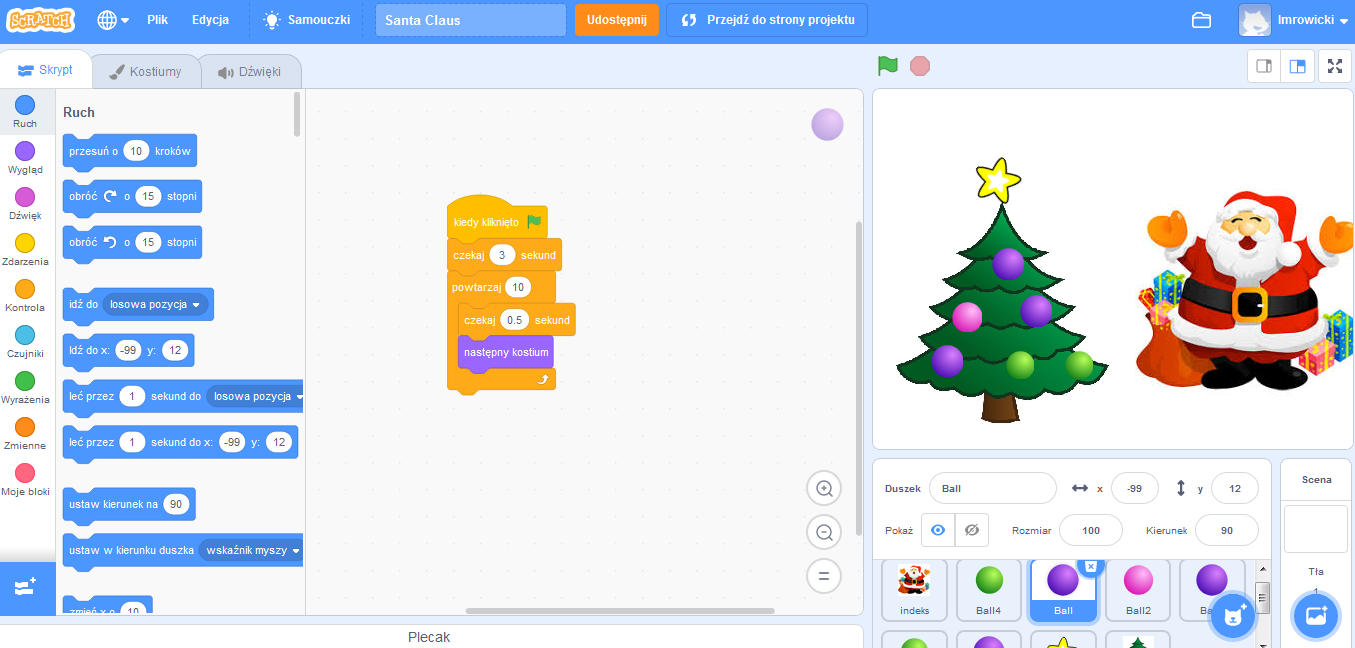 SCRATCH Plik Edycja Samouczki Santa Claus Udostępnij Przejdź do strony projektu lmrowicki
Skrypt Kostiumy Dźwięki
Ruch
Wygląd
Dźwięk
Zdarzenia
Kontrola
Czujniki
Wyrażenia
Zmienne
Moje bloki
Ruch
przesuń o 10 kroków
obróć o 15 stopni
obróć o 15 stopni
idź do losowa pozycja
Idź do x: -99 y: 12
leć przez 1 sekund do losowa pozycja
leć przez 1 sekund do x: -99 y: 12
ustaw kierunek na 90
ustaw w kierunku duszka wskaźnik myszy
zmień x o 10
kiedy kliknięto
czekaj 3 sekund
powtarzaj 10
czekaj 0.5 sekund
następny kostium
=
Plecak
Duszek Ball x -99 y 12
Pokaż Rozmiar 100 Kierunek 90
indeks Ball4 Ball Ball2
Scena
Tła
1